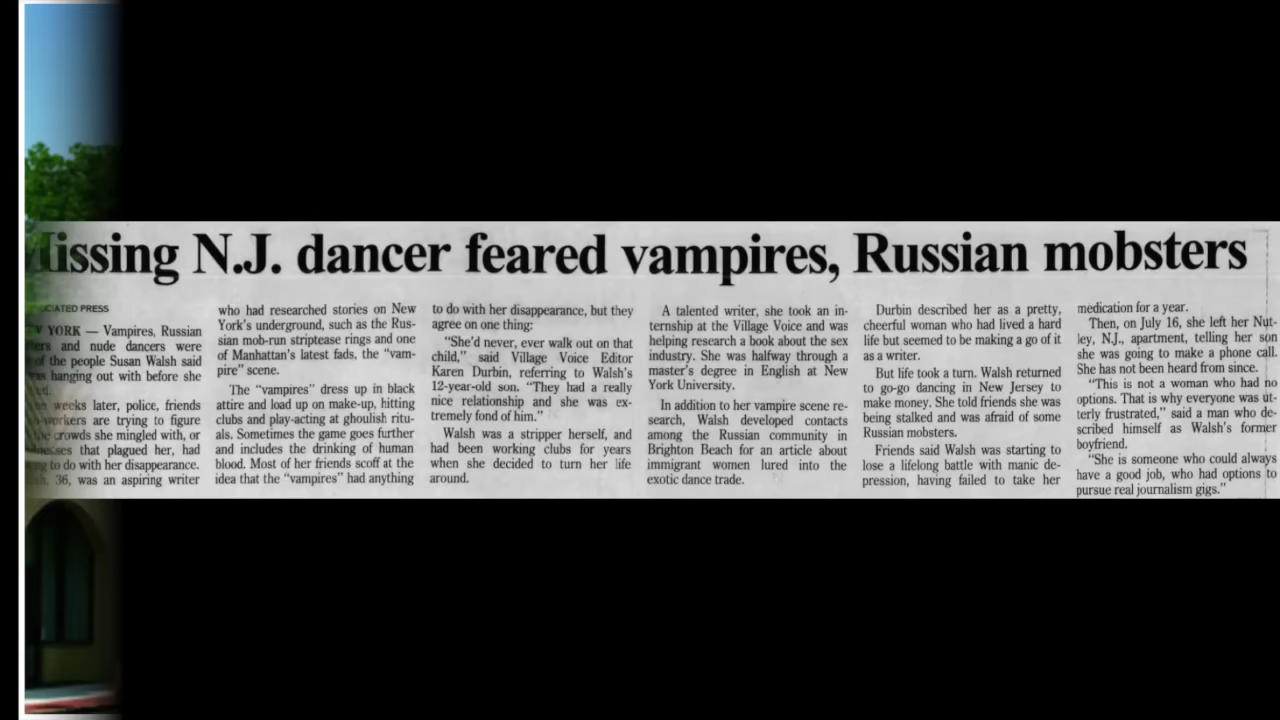 issing N.J. dancer feared vampires, Russian mobsters
CIATED PRESS
YORK — Vampires, Russian
and nude dancers were
of the people Susan Walsh said
hanging out with before she
weeks later, police, friends
workers are trying to figure
the crowds she mingled with, or
that plagued her, had
to do with her disappearance.
36, was an aspiring writer
who had researched stories on New
York's underground, such as the Rus-
sian mob-run striptease rings and one
of Manhattan's latest fads, the "vam-
pire" scene.
The "vampires" dress up in black
attire and load up on make-up, hitting
clubs and play-acting at ghoulish ritu-
als. Sometimes the game goes further
and includes the drinking of human
blood. Most of her friends scoff at the
idea that the "vampires" had anything
to do with her disappearance, but they
agree on one thing:
"She'd never, ever walk out on that
child," said Village Voice Editor
Karen Durbin, referring to Walsh's
12-year-old son. "They had a really
nice relationship and she was ex-
tremely fond of him."
Walsh was a stripper herself, and
had been working clubs for years
when she decided to turn her life
around.
A talented writer, she took an in-
ternship at the Village Voice and was
helping research a book about the sex
industry. She was halfway through a
master's degree in English at New
York University.
In addition to her vampire scene re-
search, Walsh developed contacts
among the Russian community in
Brighton Beach for an article about
immigrant women lured into the
exotic dance trade.
Durbin described her as a pretty,
cheerful woman who had lived a hard
life but seemed to be making a go of it
as a writer.
But life took a turn. Walsh returned
to go-go dancing in New Jersey to
make money. She told friends she was
being stalked and was afraid of some
Russian mobsters.
Friends said Walsh was starting to
lose a lifelong battle with manic de-
pression, having failed to take her
medication for a year.
Then, on July 16, she left her Nut-
ley, N.J., apartment, telling her son
she was going to make a phone call.
She has not been heard from since.
"This is not a woman who had no
options. That is why everyone was ut-
terly frustrated," said a man who de-
scribed himself as Walsh's former
boyfriend.
"She is someone who could always
have a good job, who had options to
pursue real journalism gigs."